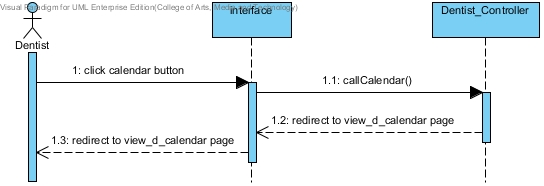 Visual Paradigm for UML Enterprise Edition(College of Arts, Media and Technology)
interface
Dentist_Controller
Dentist
1: click calendar button
1.1: callCalendar()
1.2: redirect to view_d_calendar page
1.3: redirect to view_d_calendar page